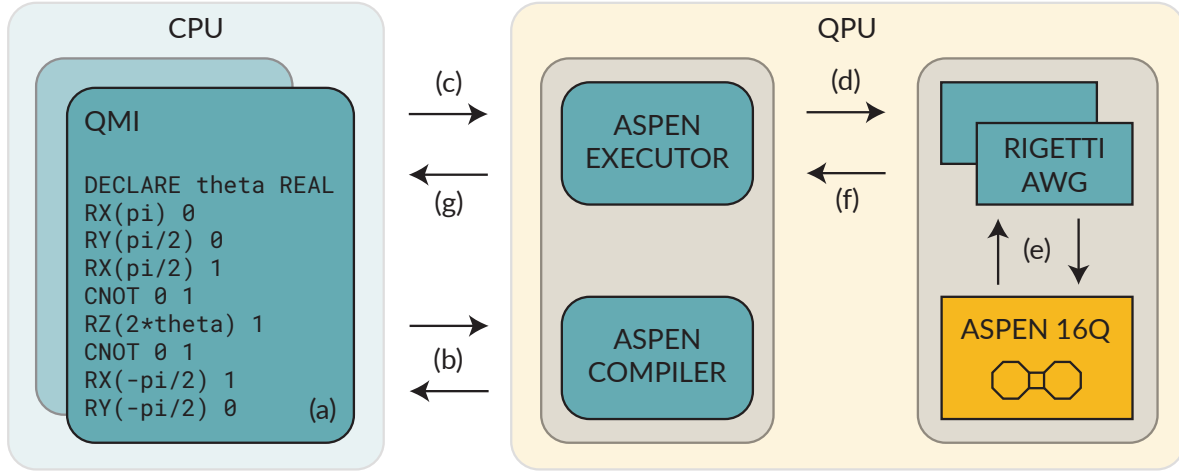 CPU
QMI
DECLARE theta REAL
RX(pi) 0
RY(pi/2) 0
RX(pi/2) 1
CNOT 0 1
RZ(2*theta) 1
CNOT 0 1
RX(-pi/2) 1
RY(-pi/2) 0
(a)
(c)
(g)
(b)
QPU
ASPEN
EXECUTOR
ASPEN
COMPILER
(d)
(f)
RIGETTI
AWG
(e)
ASPEN 16Q